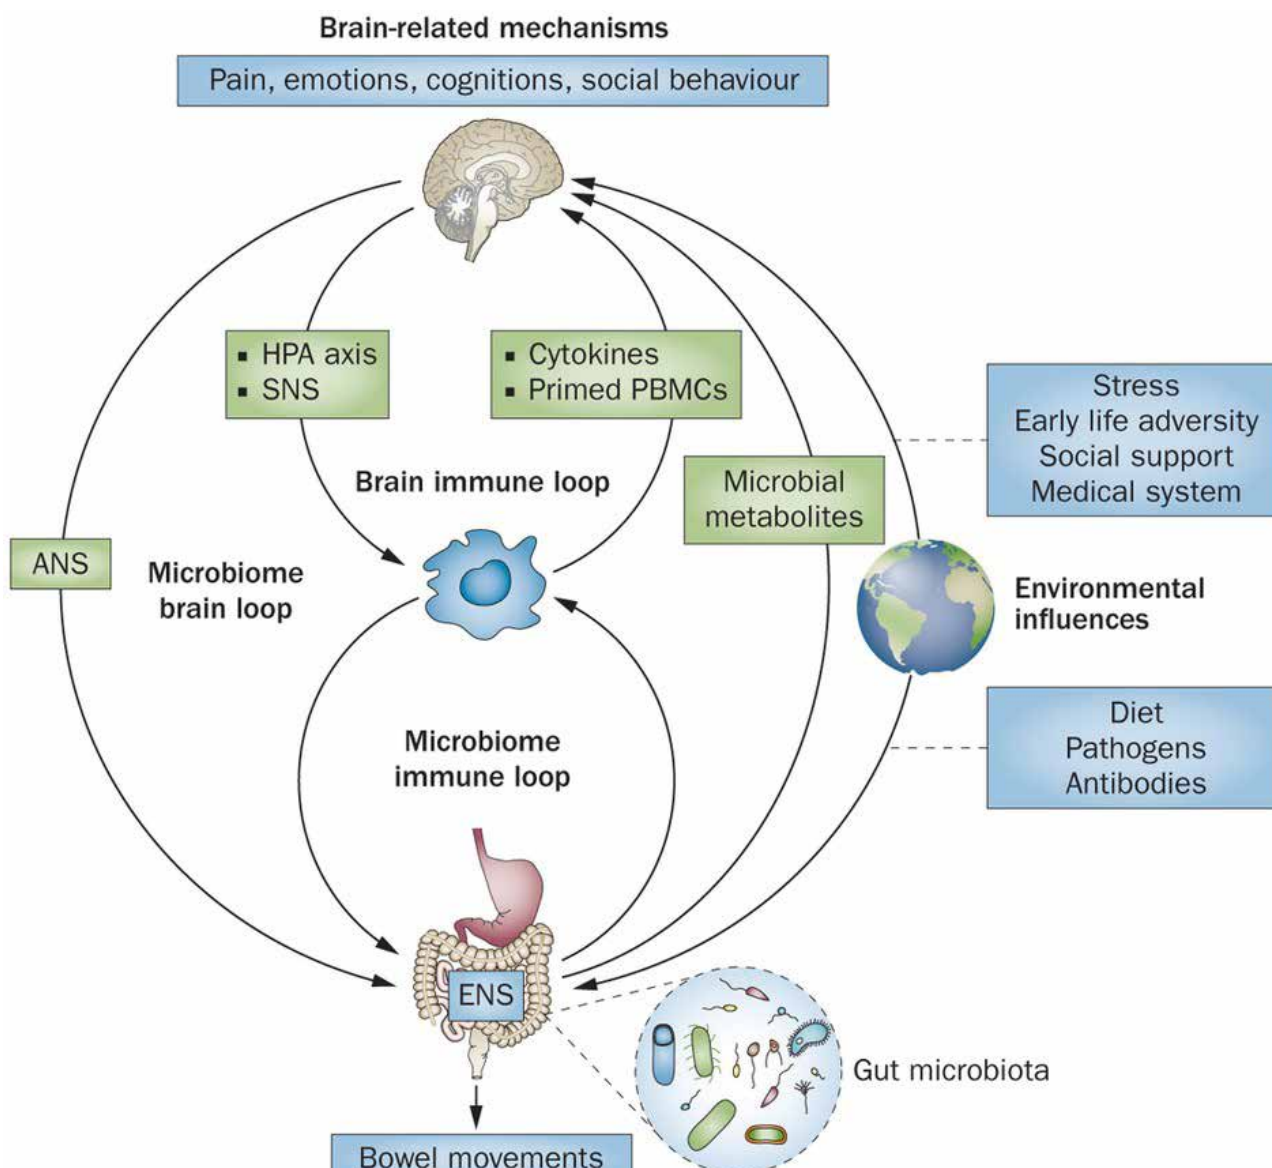 Brain-related mechanisms
Pain, emotions, cognitions, social behaviour
▪ HPA axis
▪ SNS
▪ Cytokines
▪ Primed PBMCs
Stress
Early life adversity
Social support
Medical system
Brain immune loop
Microbial
metabolites
ANS
Microbiome
brain loop
Environmental
influences
Microbiome
immune loop
Diet
Pathogens
Antibodies
ENS
Gut microbiota
Bowel movements